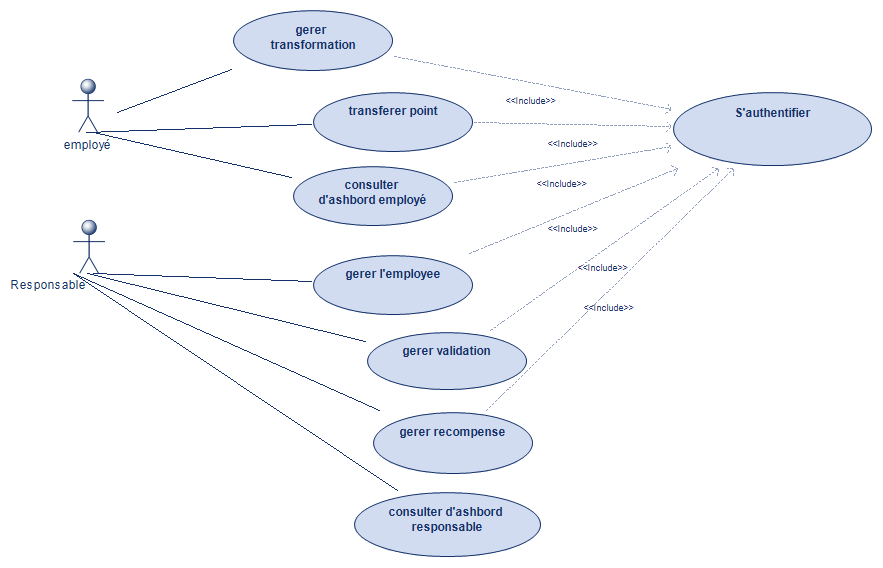 gerer
transformation
<<Include>>
transferer point
S'authentifier
employé
<<Include>>
consulter
d'ashbord employé
<<Include>>
<<Include>>
Responsable
gerer l'employee
<<Include>>
<<Include>>
gerer validation
gerer recompense
consulter d'ashbord
responsable